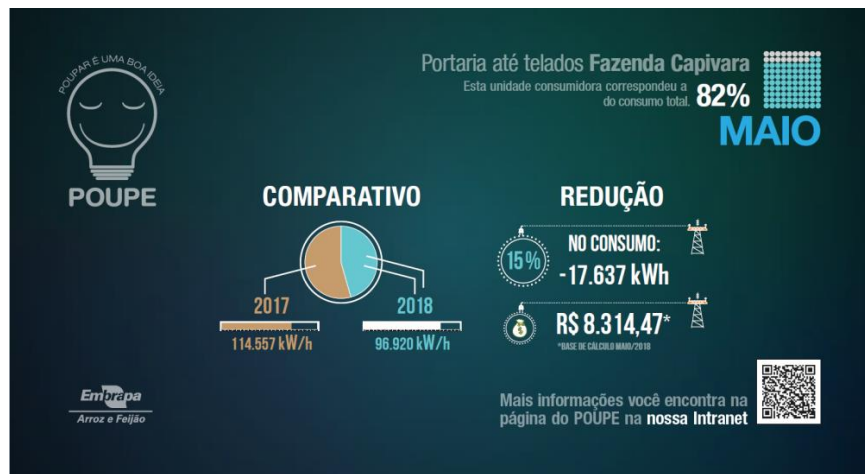 POUPAR É UMA BOA IDEIA
POUPE
Portaria até telados Fazenda Capivara
Esta unidade consumidora correspondeu a
do consumo total. 82%
MAIO
COMPARATIVO
2017
114.557 kW/h
2018
96.920 kW/h
REDUÇÃO
15%
NO CONSUMO:
-17.637 kWh
R$ 8.314,47*
*BASE DE CÁLCULO MAIO/2018
Embrapa
Arroz e Feijão
Mais informações você encontra na
página do POUPE na nossa Intranet